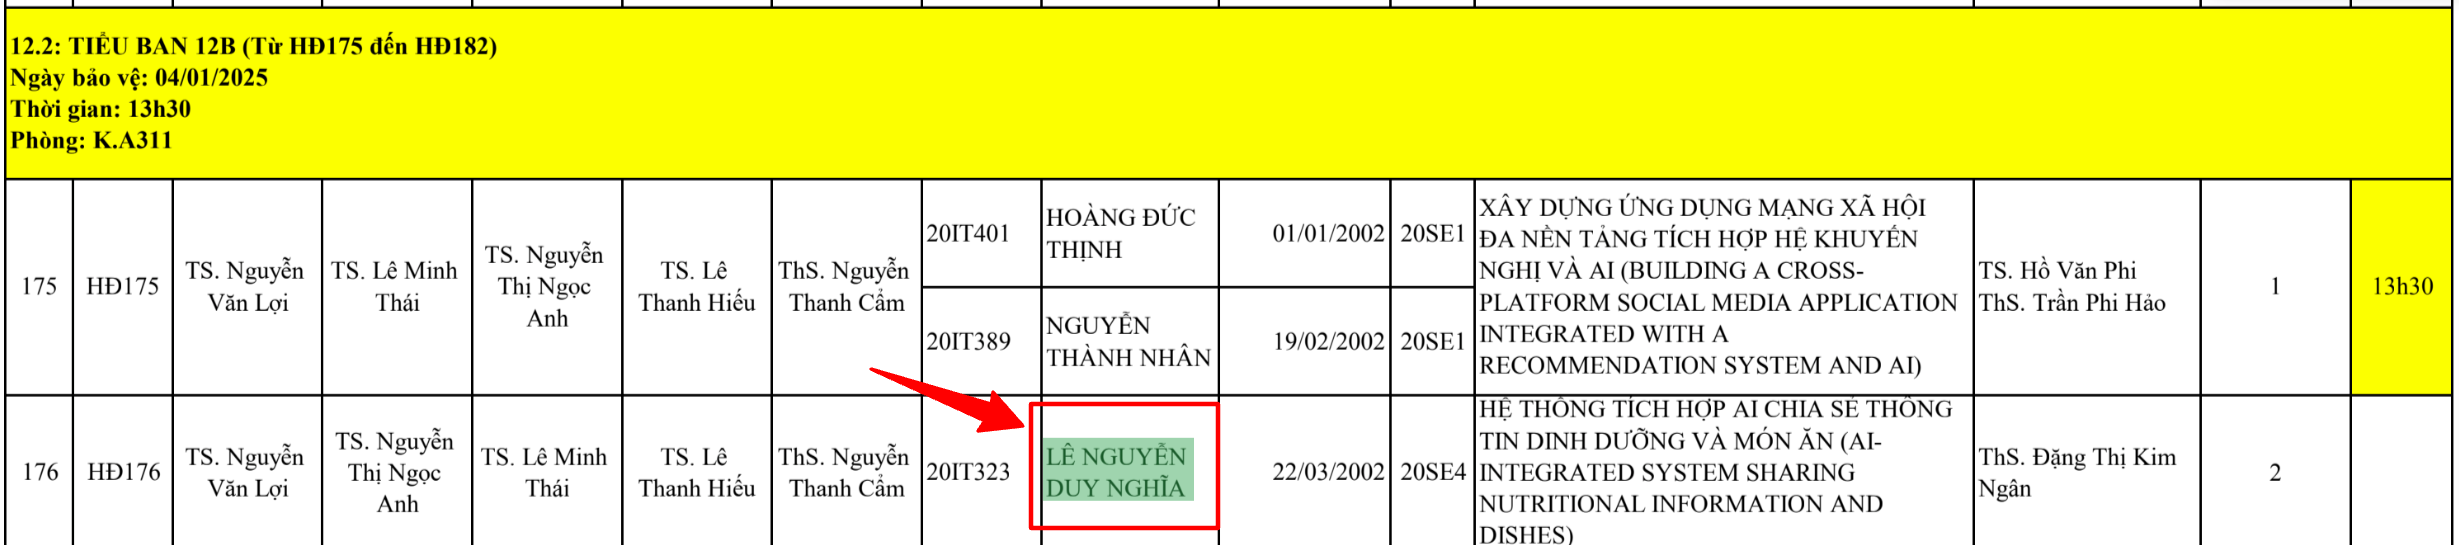 12.2: TIỂU BAN 12B (Từ HĐ175 đến HĐ182)
Ngày bảo vệ: 04/01/2025
Thời gian: 13h30
Phòng: K.A311
175
HĐ175
TS. Nguyễn
Văn Lợi
TS. Lê Minh
Thái
TS. Nguyễn
Thị Ngọc
Anh
TS. Lê
Thanh Hiếu
ThS. Nguyễn
Thanh Cẩm
20IT401
HOÀNG ĐỨC
THỊNH
01/01/2002
20SE1
20IT389
NGUYỄN
THÀNH NHÂN
19/02/2002
20SE1
XÂY DỰNG ỨNG DỤNG MẠNG XÃ HỘI
ĐA NỀN TẢNG TÍCH HỢP HỆ KHUYẾN
NGHỊ VÀ AI (BUILDING A CROSS-
PLATFORM SOCIAL MEDIA APPLICATION
INTEGRATED WITH A
RECOMMENDATION SYSTEM AND AI)
TS. Hồ Văn Phi
ThS. Trần Phi Hảo
1
13h30
176
HĐ176
TS. Nguyễn
Văn Lợi
TS. Nguyễn
Thị Ngọc
Anh
TS. Lê Minh
Thái
TS. Lê
Thanh Hiếu
ThS. Nguyễn
Thanh Cẩm
20IT323
LÊ NGUYỄN
DUY NGHĨA
22/03/2002
20SE4
HỆ THỐNG TÍCH HỢP AI CHIA SẺ THÔNG
TIN DINH DƯỠNG VÀ MÓN ĂN (AI-
INTEGRATED SYSTEM SHARING
NUTRITIONAL INFORMATION AND
DISHES)
ThS. Đặng Thị Kim
Ngân
2